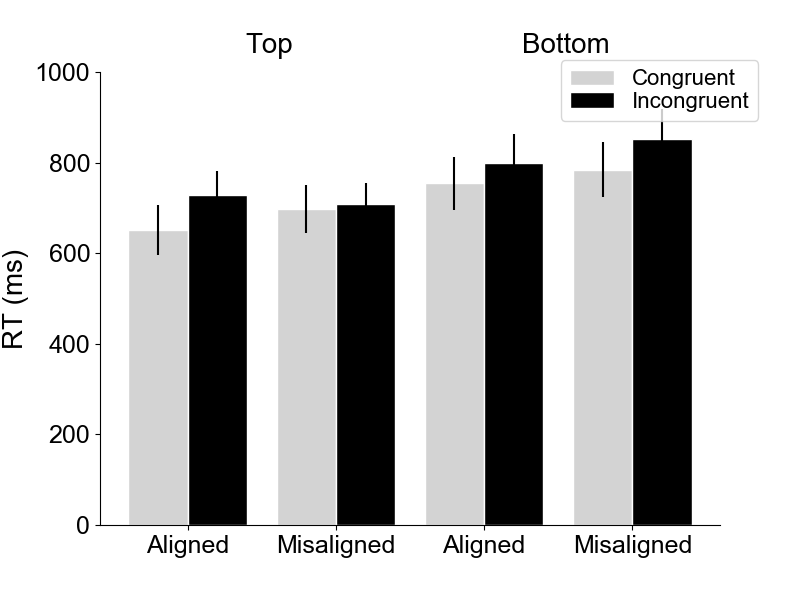 Top Bottom
Congruent
Incongruent
1000
800
600
400
200
0
RT (ms)
Aligned Misaligned Aligned Misaligned